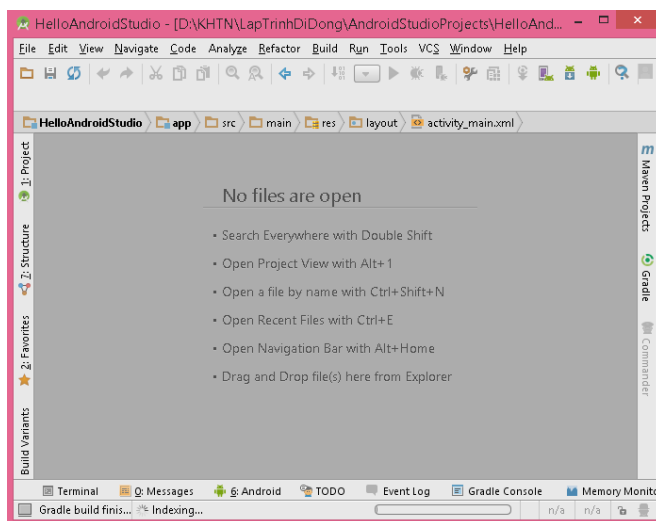 HelloAndroidStudio - [D:\KHTN\LapTrinhDiDong\AndroidStudioProjects\HelloAnd...
File Edit View Navigate Code Analyze Refactor Build Run Tools VCS Window Help
HelloAndroidStudio app src main res layout activity_main.xml
1: Project
7: Structure
2: Favorites
Build Variants
No files are open
• Search Everywhere with Double Shift
• Open Project View with Alt+1
• Open a file by name with Ctrl+Shift+N
• Open Recent Files with Ctrl+E
• Open Navigation Bar with Alt+Home
• Drag and Drop file(s) here from Explorer
m Maven Projects
Gradle
Commander
Terminal 0: Messages 6: Android TODO Event Log Gradle Console Memory Monito
Gradle build finis... Indexing... n/a n/a